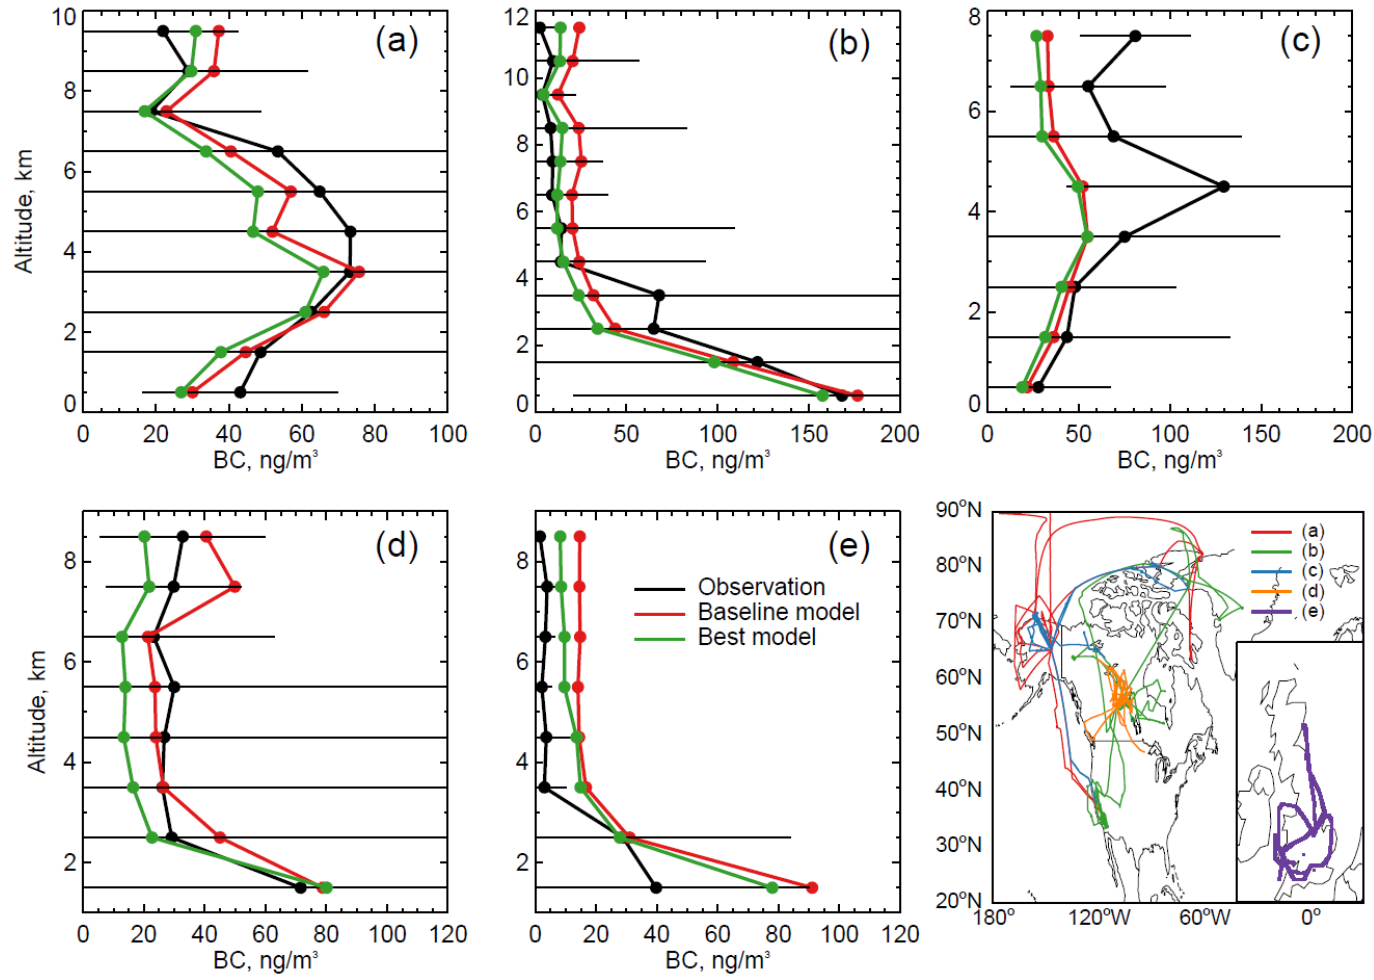 (a)
Altitude, km
10
8
6
4
2
0
0 20 40 60 80 100
BC, ng/m³
(b)
12
10
8
6
4
2
0
0 50 100 150 200
BC, ng/m³
(c)
8
6
4
2
0
0 50 100 150 200
BC, ng/m³
(d)
Altitude, km
8
6
4
2
0 20 40 60 80 100 120
BC, ng/m³
(e)
Observation
Baseline model
Best model
8
6
4
2
0 20 40 60 80 100 120
BC, ng/m³
90°N
80°N
70°N
60°N
50°N
40°N
30°N
20°N
180° 120°W 60°W 0°
(a)
(b)
(c)
(d)
(e)